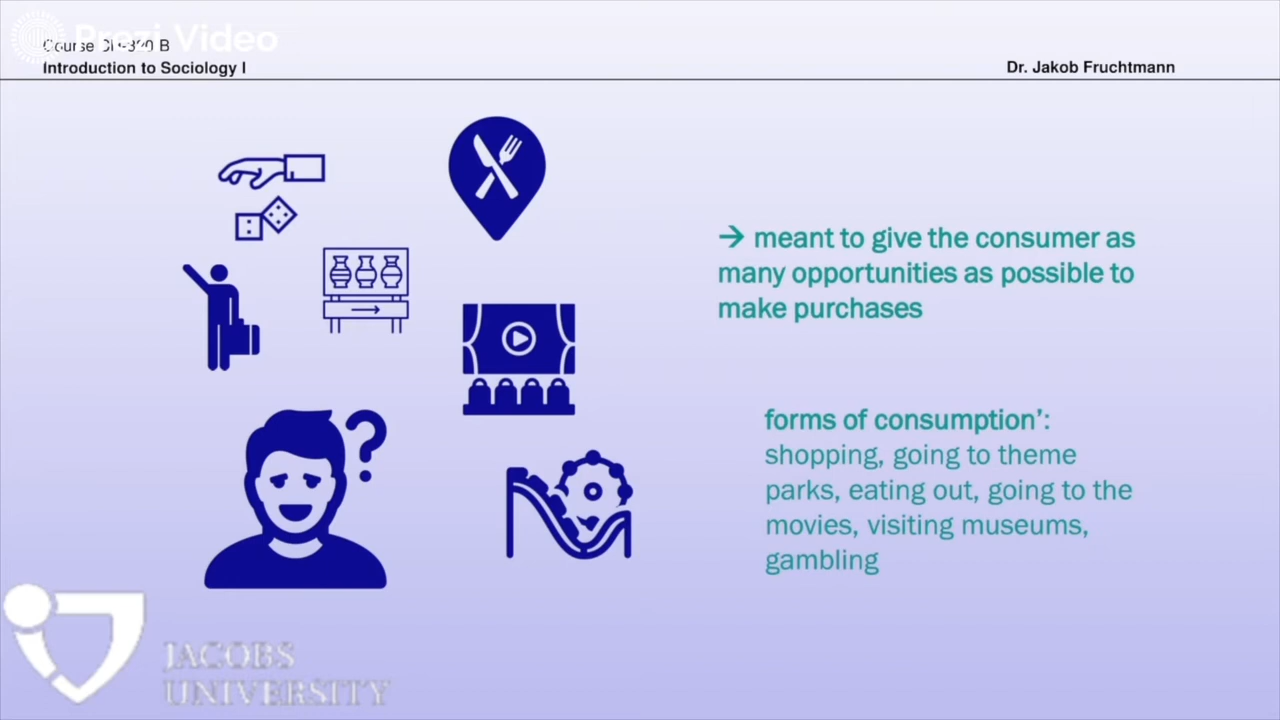 Prezi Video
Course
B
Introduction to Sociology I
Dr. Jakob Fruchtmann
→ meant to give the consumer as
many opportunities as possible to
make purchases
forms of consumption’:
shopping, going to theme
parks, eating out, going to the
movies, visiting museums,
gambling
JACOBS
UNIVERSITY